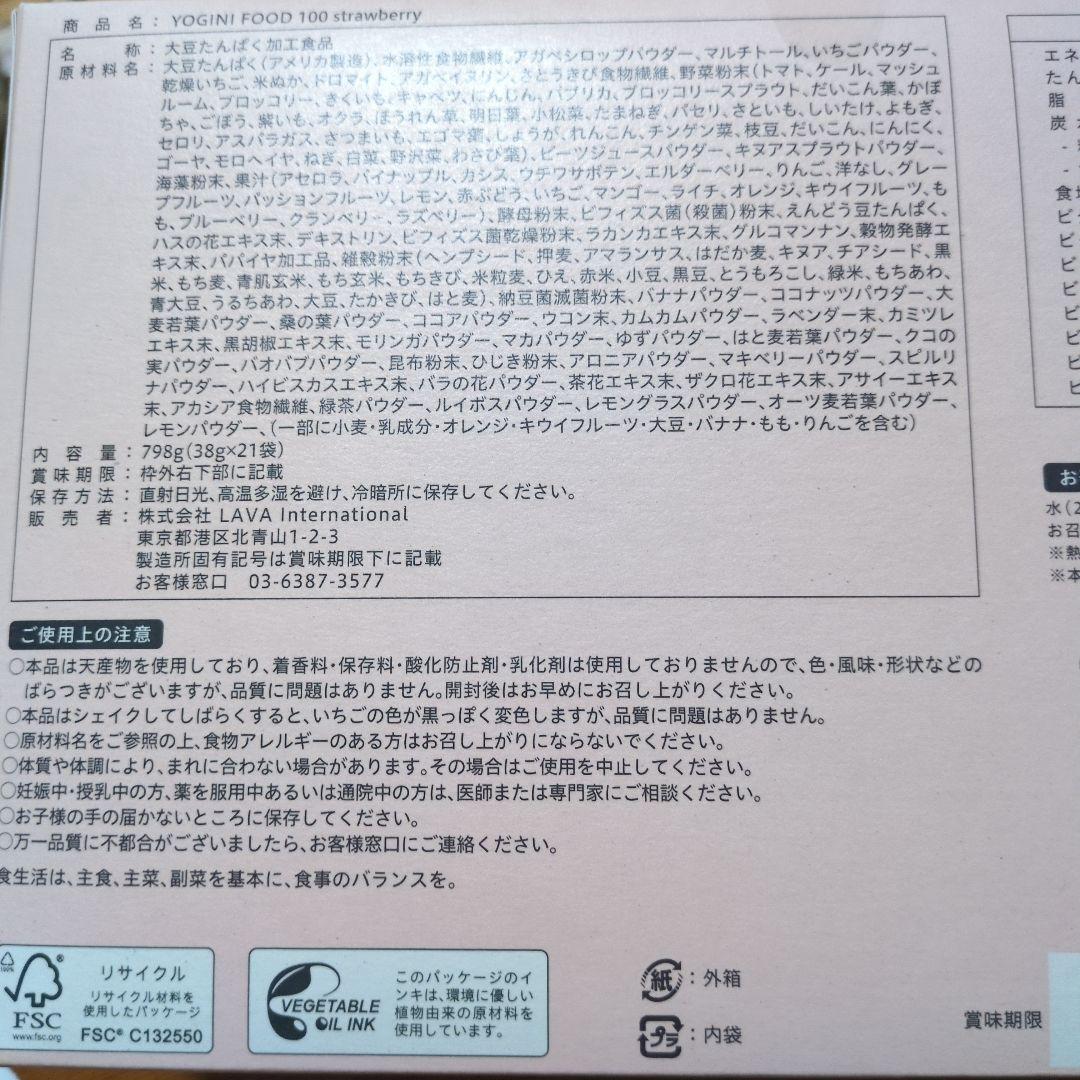 商品名：YOGINI FOOD 100 strawberry
名称：大豆たんぱく加工食品
原材料名：大豆たんぱく(アメリカ製造)、水溶性食物繊維、アガベシロップパウダー、マルチトール、いちごパウダー、
乾燥いちご、米ぬか、ドロマイト、アガベイヌリン、さとうきび食物繊維、野菜粉末(トマト、ケール、マッシュ
ルーム、ブロッコリー、きくいも、キャベツ、にんじん、パプリカ、ブロッコリースプラウト、だいこん葉、かぼ
ちゃ、ごぼう、紫いも、オクラ、ほうれん草、明日葉、小松菜、たまねぎ、パセリ、さといも、しいたけ、よもぎ、
セロリ、アスパラガス、さつまいも、エゴマ葉、しょうが、れんこん、チンゲン菜、枝豆、だいこん、にんにく、
ゴーヤ、モロヘイヤ、ねぎ、白菜、野沢菜、わさび葉)、ビーツジュースパウダー、キヌアスプラウトパウダー、
海藻粉末、果汁(アセロラ、パイナップル、カシス、ウチワサボテン、エルダーベリー、りんご、洋なし、グレー
プフルーツ、パッションフルーツ、レモン、赤ぶどう、いちご、マンゴー、ライチ、オレンジ、キウイフルーツ、も
も、ブルーベリー、クランベリー、ラズベリー)、酵母粉末、ビフィズス菌(殺菌)粉末、えんどう豆たんぱく、
ハスの花エキス末、デキストリン、ビフィズス菌乾燥粉末、ラカンカエキス末、グルコマンナン、穀物発酵エ
キス末、パパイヤ加工品、雑穀粉末(ヘンプシード、押麦、アマランサス、はだか麦、キヌア、チアシード、黒
米、もち麦、青肌玄米、もち玄米、もちきび、米粒麦、ひえ、赤米、小豆、黒豆、とうもろこし、緑米、もちあわ、
青大豆、うるちあわ、大豆、たかきび、はと麦)、納豆菌滅菌粉末、バナナパウダー、ココナッツパウダー、大
麦若葉パウダー、桑の葉パウダー、ココアパウダー、ウコン末、カムカムパウダー、ラベンダー末、カミツレ
エキス末、黒胡椒エキス末、モリンガパウダー、マカパウダー、ゆずパウダー、はと麦若葉パウダー、クコの
実パウダー、バオバブパウダー、昆布粉末、ひじき粉末、アロニアパウダー、マキベリーパウダー、スピルリ
ナパウダー、ハイビスカスエキス末、バラの花パウダー、茶花エキス末、ザクロ花エキス末、アサイーエキス
末、アカシア食物繊維、緑茶パウダー、ルイボスパウダー、レモングラスパウダー、オーツ麦若葉パウダー、
レモンパウダー、(一部に小麦・乳成分・オレンジ・キウイフルーツ・大豆・バナナ・もも・りんごを含む)
内容量：798g(38g×21袋)
賞味期限：枠外右下部に記載
保存方法：直射日光、高温多湿を避け、冷暗所に保存してください。
販売者：株式会社 LAVA International
東京都港区北青山1-2-3
製造所固有記号は賞味期限下に記載
お客様窓口 03-6387-3577
ご使用上の注意
○本品は天産物を使用しており、着香料・保存料・酸化防止剤・乳化剤は使用しておりませんので、色・風味・形状などの
ばらつきがございますが、品質に問題はありません。開封後はお早めにお召し上がりください。
○本品はシェイクしてしばらくすると、いちごの色が黒っぽく変色しますが、品質に問題はありません。
○原材料名をご参照の上、食物アレルギーのある方はお召し上がりにならないでください。
○体質や体調により、まれに合わない場合があります。その場合はご使用を中止してください。
○妊娠中・授乳中の方、薬を服用中あるいは通院中の方は、医師または専門家にご相談ください。
○お子様の手の届かないところに保存してください。
○万一品質に不都合がございましたら、お客様窓口にご連絡ください。
食生活は、主食、主菜、副菜を基本に、食事のバランスを。
100%
FSC
www.fsc.org
リサイクル
リサイクル材料を
使用したパッケージ
FSC® C132550
VEGETABLE
OIL INK
このパッケージのイ
ンキは、環境に優しい
植物由来の原材料を
使用しています。
紙：外箱
プラ：内袋
賞味期限
エネ
たん
脂
炭
食塩
ビ
ビ
ビ
ビ
ビ
ビ
ビ
ビ
お
水(2
お召
※熱
※本